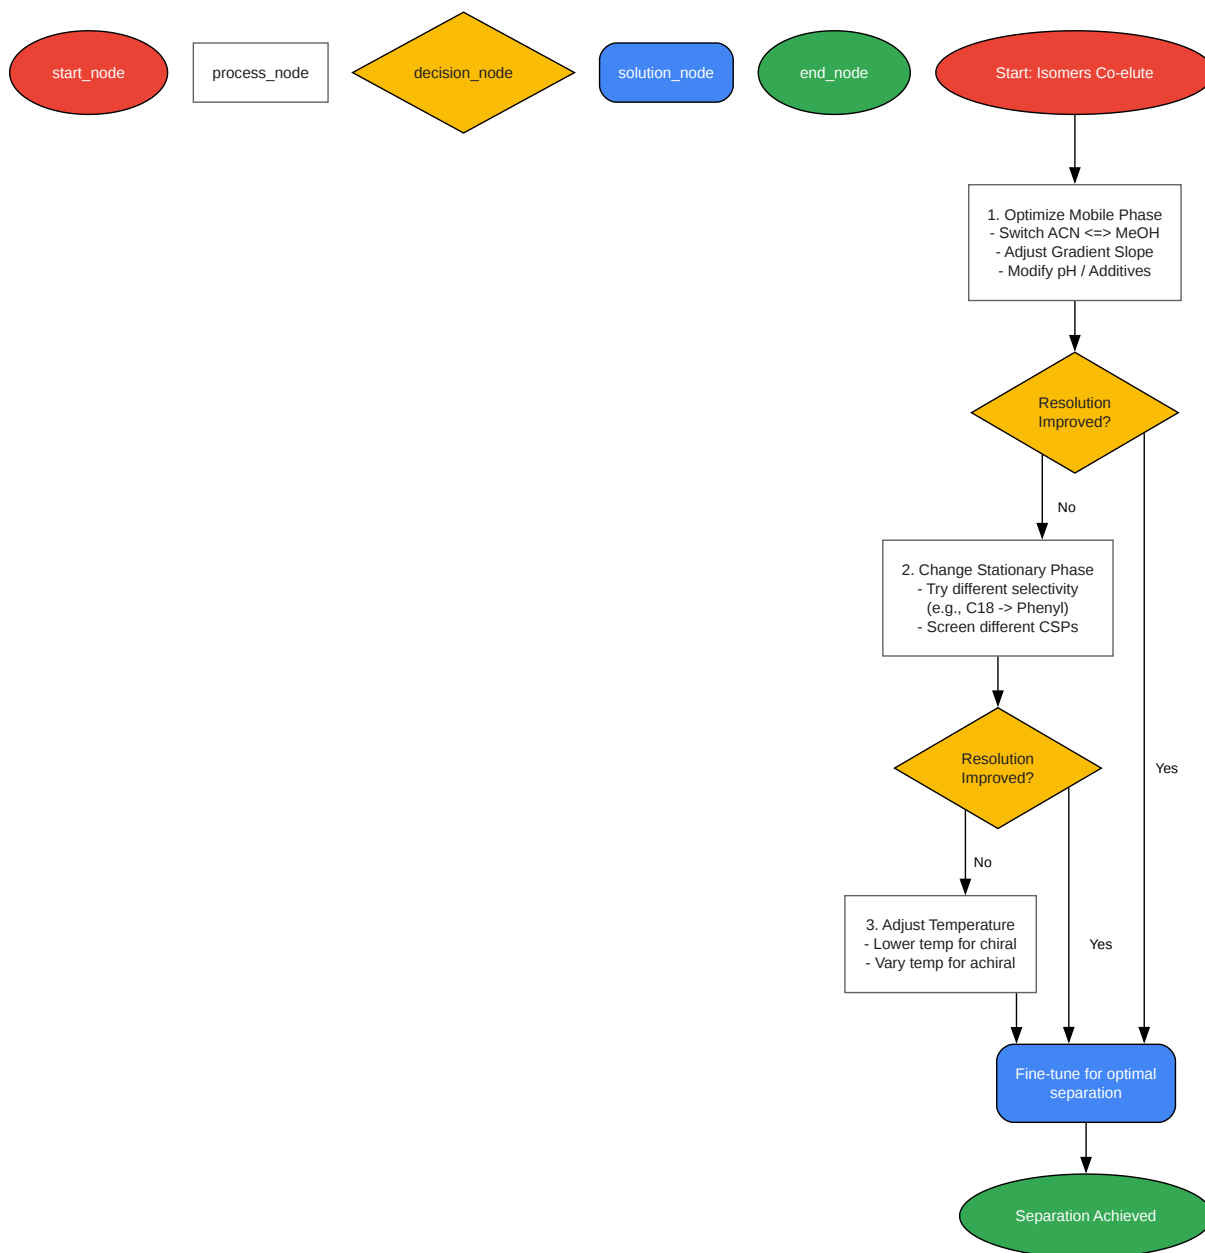 start_node
process_node
decision_node
solution_node
end_node
Start: Isomers Co-elute
1. Optimize Mobile Phase
- Switch ACN <=> MeOH
- Adjust Gradient Slope
- Modify pH / Additives
Resolution
Improved?
No
2. Change Stationary Phase
- Try different selectivity
(e.g., C18 -> Phenyl)
- Screen different CSPs
Resolution
Improved?
Yes
No
3. Adjust Temperature
- Lower temp for chiral
- Vary temp for achiral
Yes
Fine-tune for optimal
separation
Separation Achieved